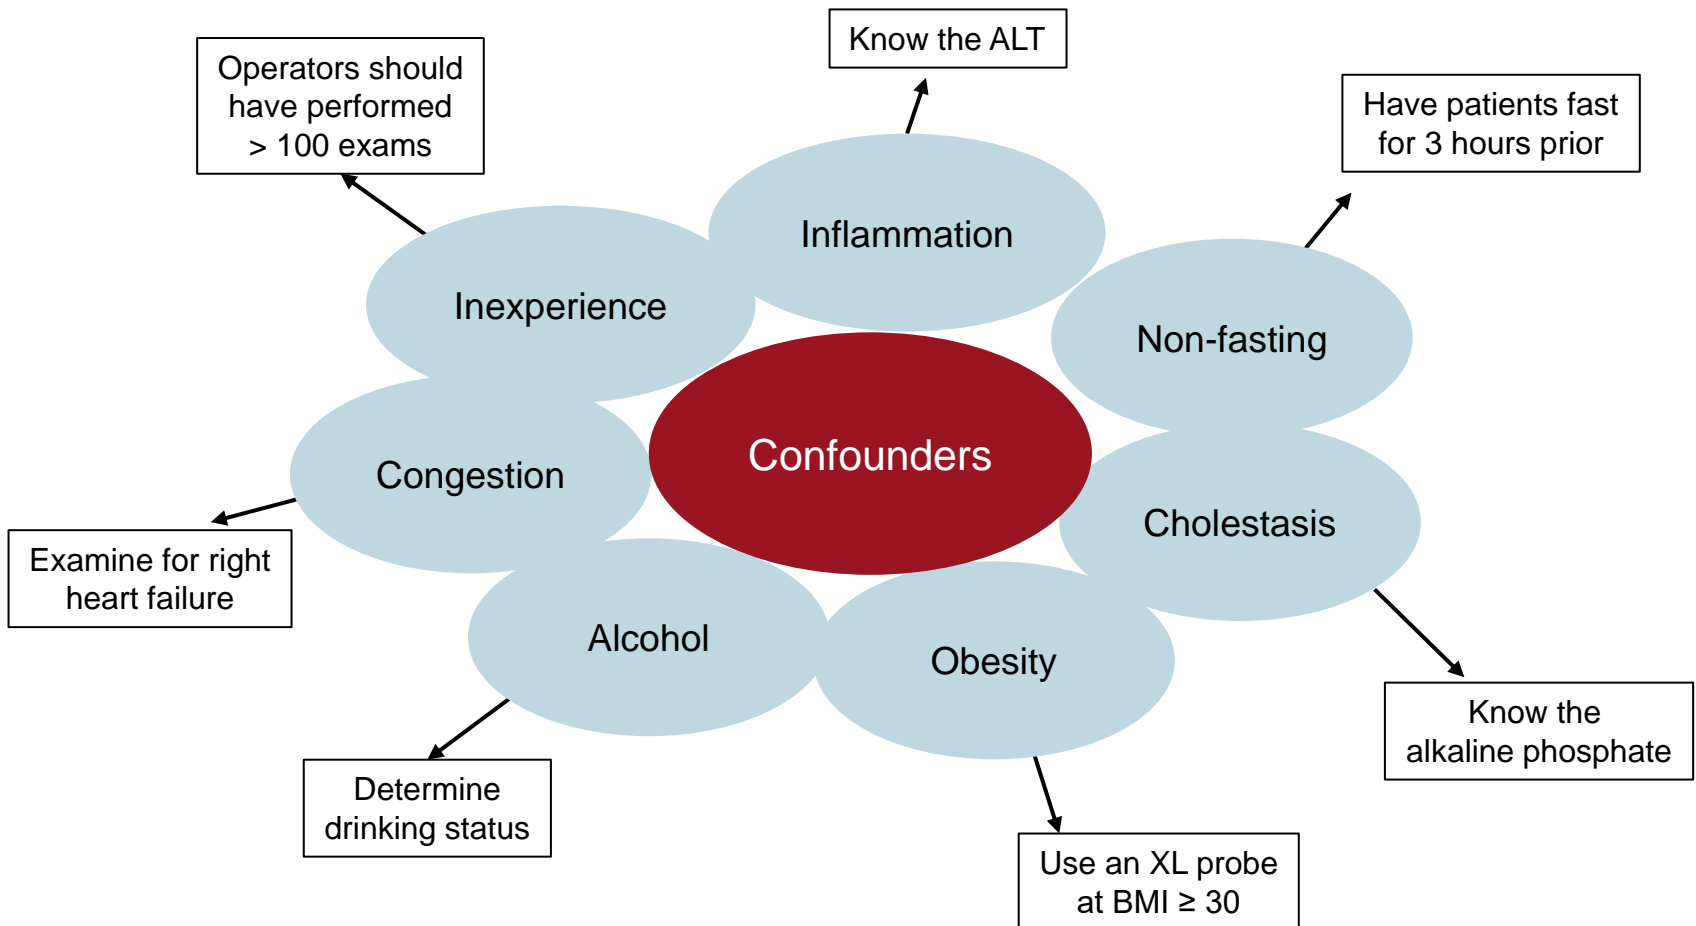 Know the ALT
Operators should
have performed
> 100 exams
Have patients fast
for 3 hours prior
Inflammation
Inexperience
Non-fasting
Confounders
Congestion
Cholestasis
Examine for right
heart failure
Alcohol
Obesity
Know the
alkaline phosphate
Determine
drinking status
Use an XL probe
at BMI ≥ 30